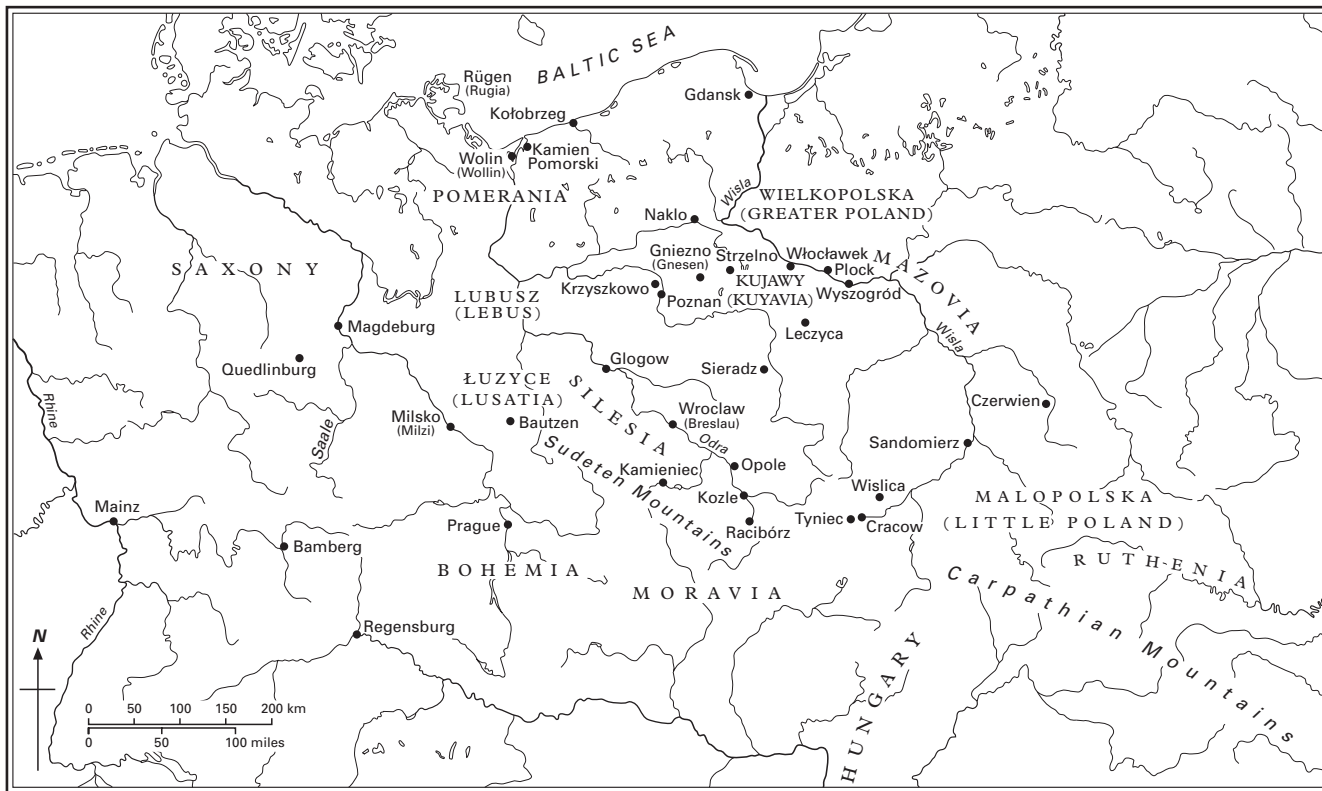 BALTIC SEA
Rügen
(Rugia)
Gdansk
Kołobrzeg
Wolin
(Wollin)
Kamien
Pomorski
POMERANIA
Wisla
WIELKOPOLSKA
(GREATER POLAND)
Naklo
Gniezno
(Gnesen)
Strzelno
Włocławek
Plock
MAZOVIA
SAXONY
KUJAWY
(KUYAVIA)
Wyszogród
Krzyszkowo
Poznan
LUBUSZ
(LEBUS)
Leczyca
Magdeburg
Wisla
Quedlinburg
Glogow
Sieradz
ŁUZYCE
(LUSATIA)
SILESIA
Czerwien
Rhine
Milsko
(Milzi)
Bautzen
Wroclaw
(Breslau)
Saale
Odra
Sandomierz
Sudeten Mountains
Kamieniec
Opole
Kozle
Wislica
MALOPOLSKA
(LITTLE POLAND)
Mainz
Prague
Racibórz
Tyniec
Cracow
Bamberg
BOHEMIA
MORAVIA
RUTHENIA
Carpathian Mountains
Rhine
Regensburg
HUNGARY
N
0 50 100 150 200 km
0 50 100 miles